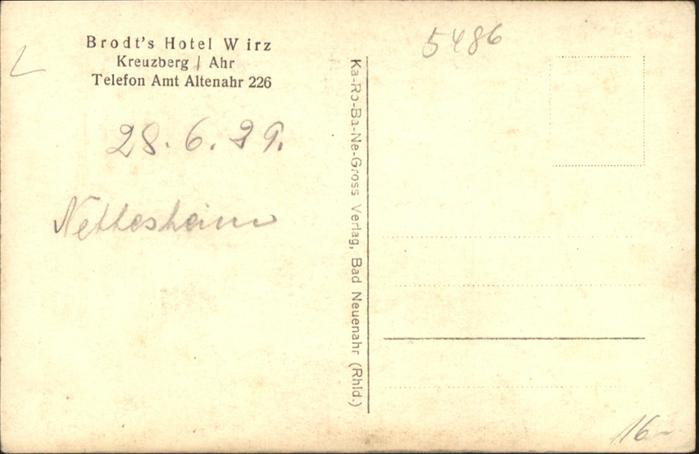 Brodt's Hotel Wirz
Kreuzberg / Ahr
Telefon Amt Altenahr 226
28. 6. 29.
Nettesheim
Ka-Ro-Ba-Ne-Gross Verlag, Bad Neuenahr (Rhld.)
5486
16-